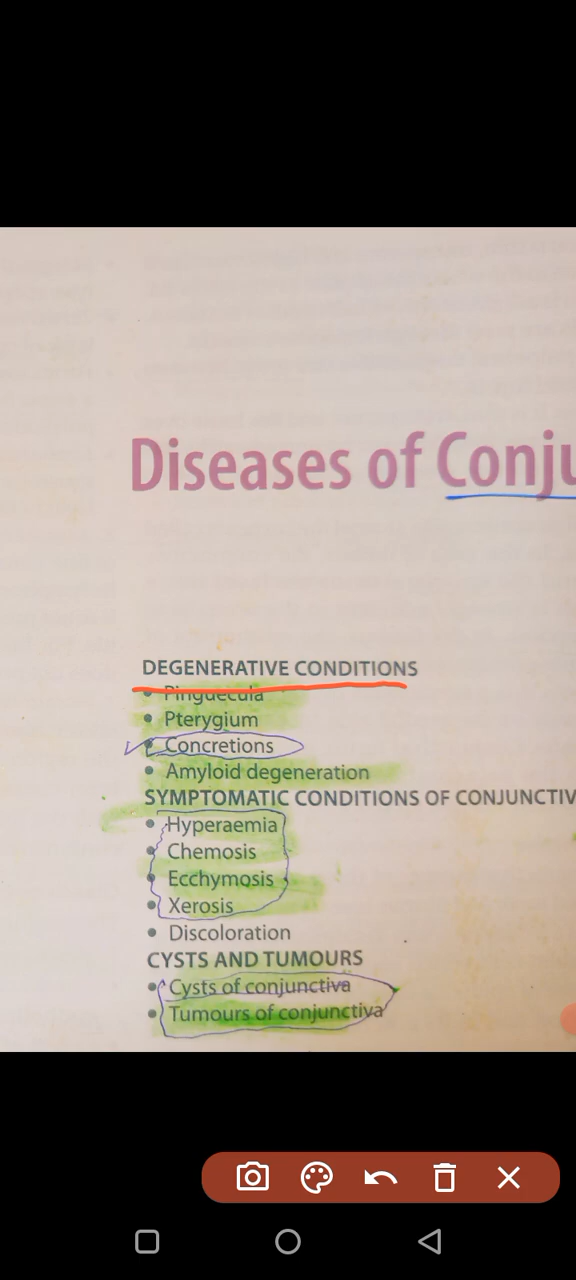 Diseases of Conju
DEGENERATIVE CONDITIONS
• Pinguecula
• Pterygium
• Concretions
• Amyloid degeneration
SYMPTOMATIC CONDITIONS OF CONJUNCTIV
• Hyperaemia
• Chemosis
• Ecchymosis
• Xerosis
• Discoloration
CYSTS AND TUMOURS
• Cysts of conjunctiva
• Tumours of conjunctiva